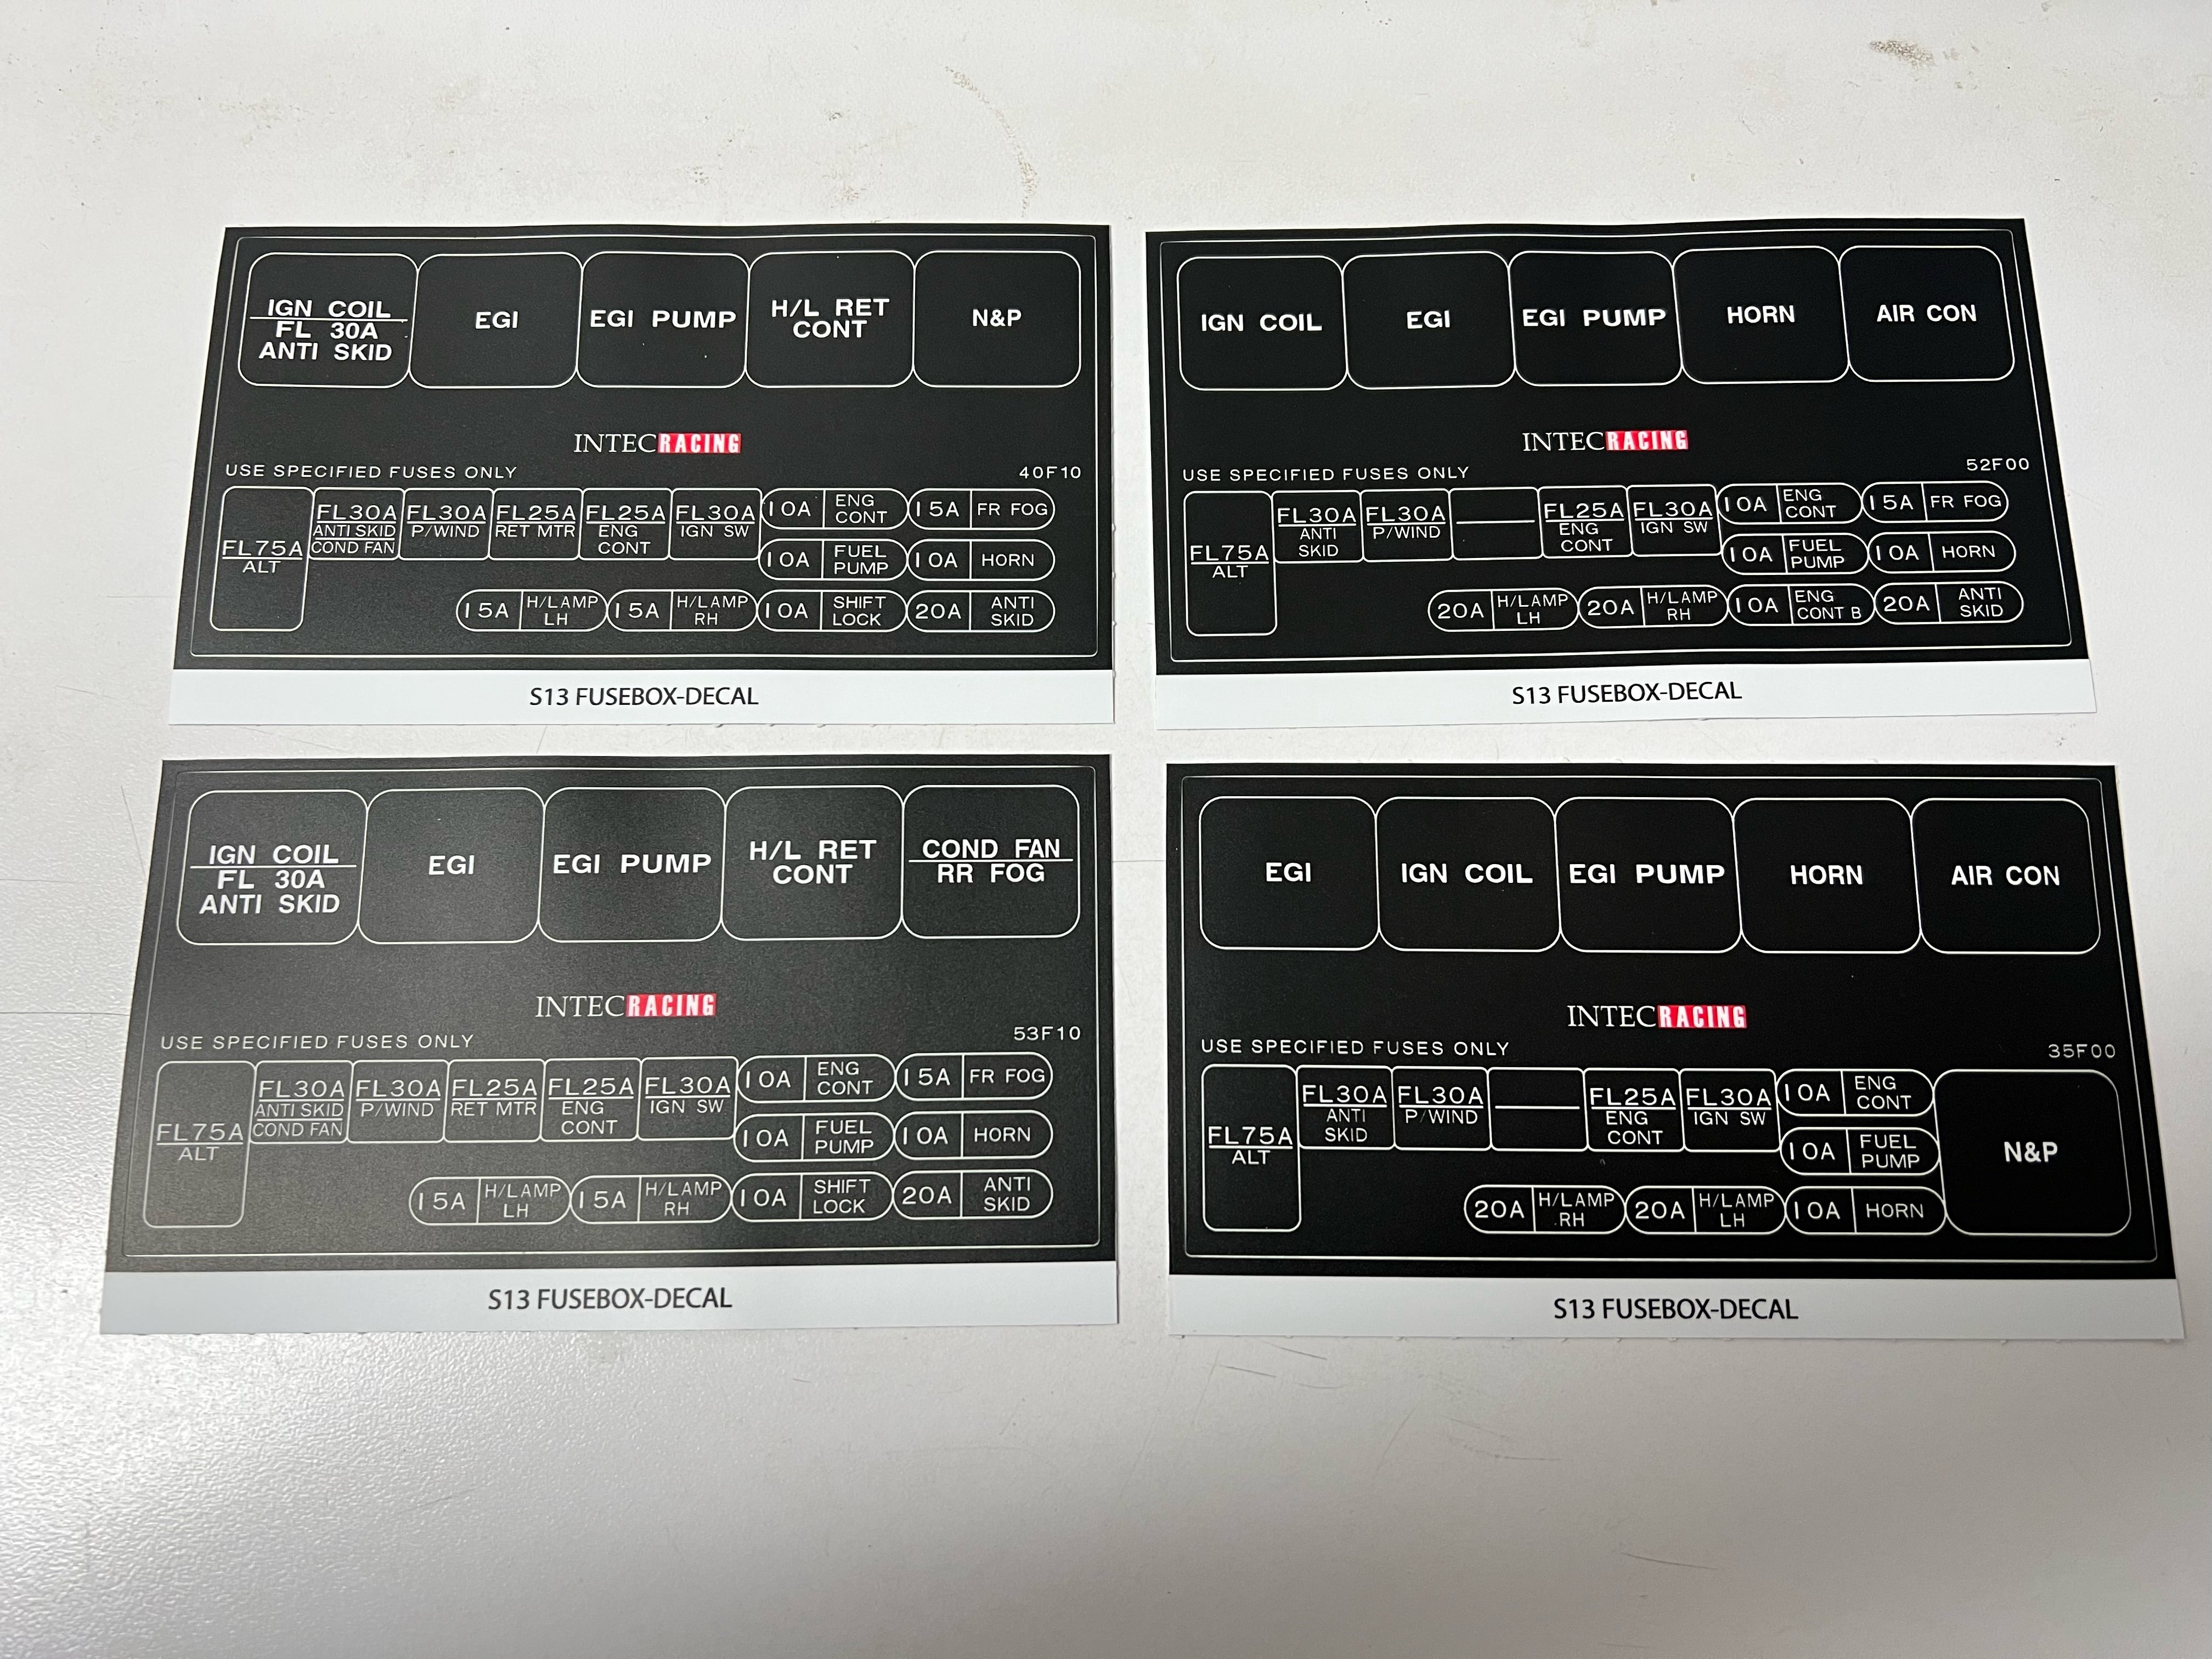 IGN COIL
FL 30A
ANTI SKID
EGI
EGI PUMP
H/L RET
CONT
N&P
INTECRACING
USE SPECIFIED FUSES ONLY
40F10
FL75A
ALT
FL30A
ANTI SKID
COND FAN
FL30A
P/WIND
FL25A
RET MTR
FL25A
ENG
CONT
FL30A
IGN SW
10A
ENG
CONT
15A
FR FOG
10A
FUEL
PUMP
10A
HORN
15A
H/LAMP
LH
15A
H/LAMP
RH
10A
SHIFT
LOCK
20A
ANTI
SKID
S13 FUSEBOX-DECAL
IGN COIL
EGI
EGI PUMP
HORN
AIR CON
INTECRACING
USE SPECIFIED FUSES ONLY
52F00
FL75A
ALT
FL30A
ANTI
SKID
FL30A
P/WIND
FL25A
ENG
CONT
FL30A
IGN SW
10A
ENG
CONT
15A
FR FOG
10A
FUEL
PUMP
10A
HORN
20A
H/LAMP
LH
20A
H/LAMP
RH
10A
ENG
CONT B
20A
ANTI
SKID
S13 FUSEBOX-DECAL
IGN COIL
FL 30A
ANTI SKID
EGI
EGI PUMP
H/L RET
CONT
COND FAN
RR FOG
INTECRACING
USE SPECIFIED FUSES ONLY
53F10
FL75A
ALT
FL30A
ANTI SKID
COND FAN
FL30A
P/WIND
FL25A
RET MTR
FL25A
ENG
CONT
FL30A
IGN SW
10A
ENG
CONT
15A
FR FOG
10A
FUEL
PUMP
10A
HORN
15A
H/LAMP
LH
15A
H/LAMP
RH
10A
SHIFT
LOCK
20A
ANTI
SKID
S13 FUSEBOX-DECAL
EGI
IGN COIL
EGI PUMP
HORN
AIR CON
INTECRACING
USE SPECIFIED FUSES ONLY
35F00
FL75A
ALT
FL30A
ANTI
SKID
FL30A
P/WIND
FL25A
ENG
CONT
FL30A
IGN SW
10A
ENG
CONT
10A
FUEL
PUMP
N&P
20A
H/LAMP
RH
20A
H/LAMP
LH
10A
HORN
S13 FUSEBOX-DECAL